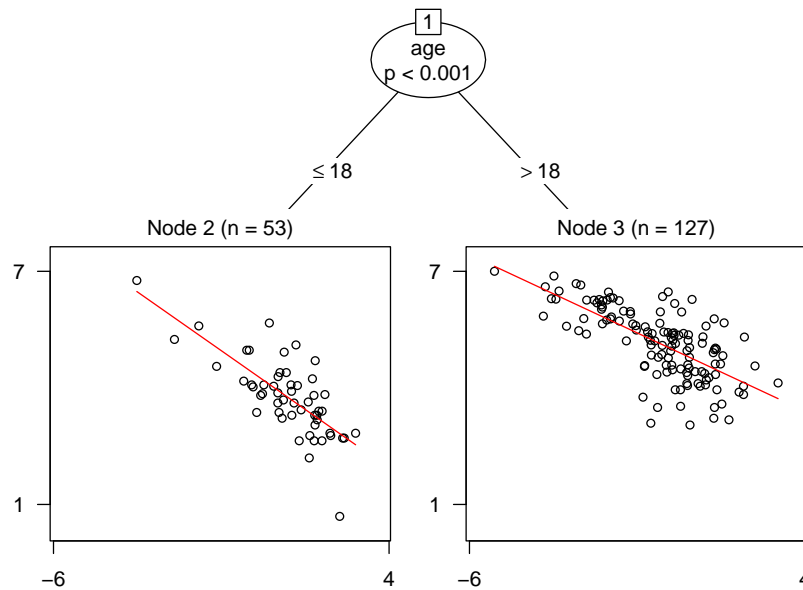 1
age
p < 0.001
≤ 18
> 18
Node 2 (n = 53)
Node 3 (n = 127)
7
1
−6
4
7
1
−6
4